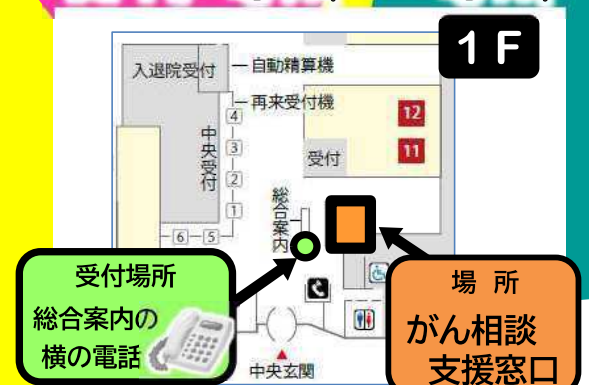 1F
入退院受付
自動精算機
再来受付機
4
3
2
1
中央受付
6 5
12
11
受付
総合案内
受付場所
総合案内の
横の電話
場 所
がん相談
支援窓口
中央玄関